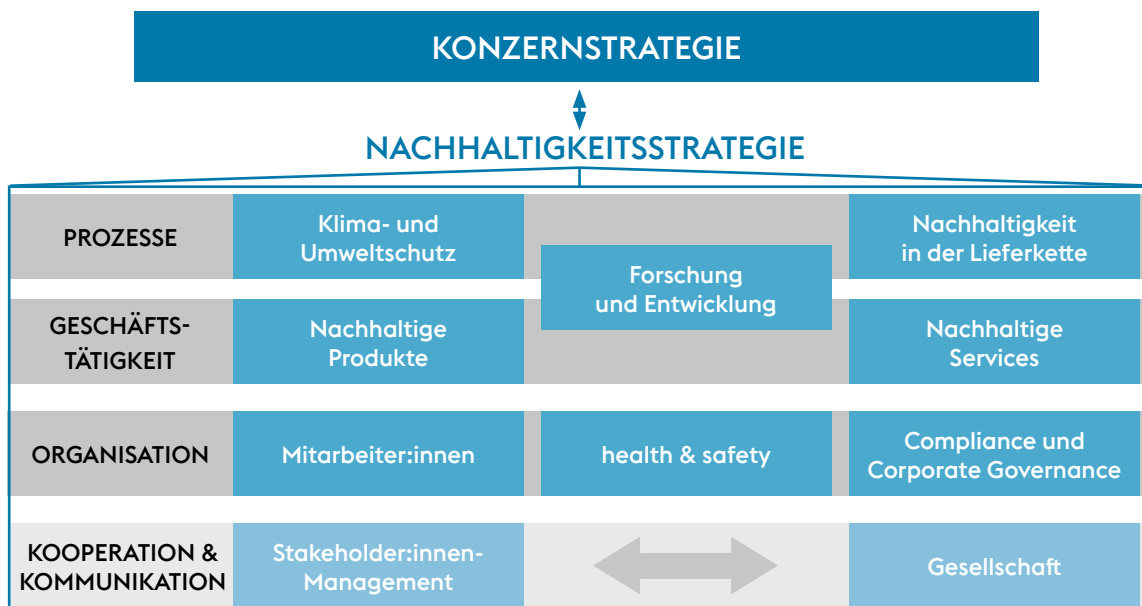 KONZERNSTRATEGIE
NACHHALTIGKEITSSTRATEGIE
PROZESSE
Klima- und
Umweltschutz
Forschung
und Entwicklung
Nachhaltigkeit
in der Lieferkette
GESCHÄFTS-
TÄTIGKEIT
Nachhaltige
Produkte
Nachhaltige
Services
ORGANISATION
Mitarbeiter:innen
health & safety
Compliance und
Corporate Governance
KOOPERATION &
KOMMUNIKATION
Stakeholder:innen-
Management
Gesellschaft